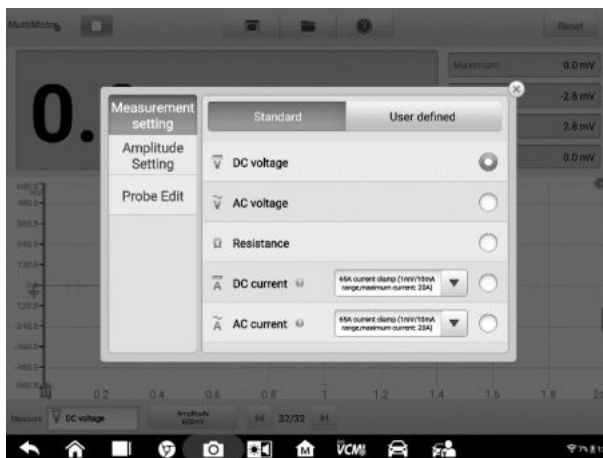 MultiMeter
Reset
Maximum: 0.0 mV
-2.8 mV
2.8 mV
0.0 mV
0.
Measurement setting
Amplitude Setting
Probe Edit
Standard
User defined
DC voltage
AC voltage
Ω Resistance
DC current
65A current clamp (1mV/10mA
range,maximum current: 20A)
AC current
65A current clamp (1mV/10mA
range,maximum current: 20A)
mV
-360.0
0.2 0.4 0.6 0.8 1 1.2 1.4 1.6 1.8
Measure DC voltage
Amplitude
600mV
32/32
VCMI